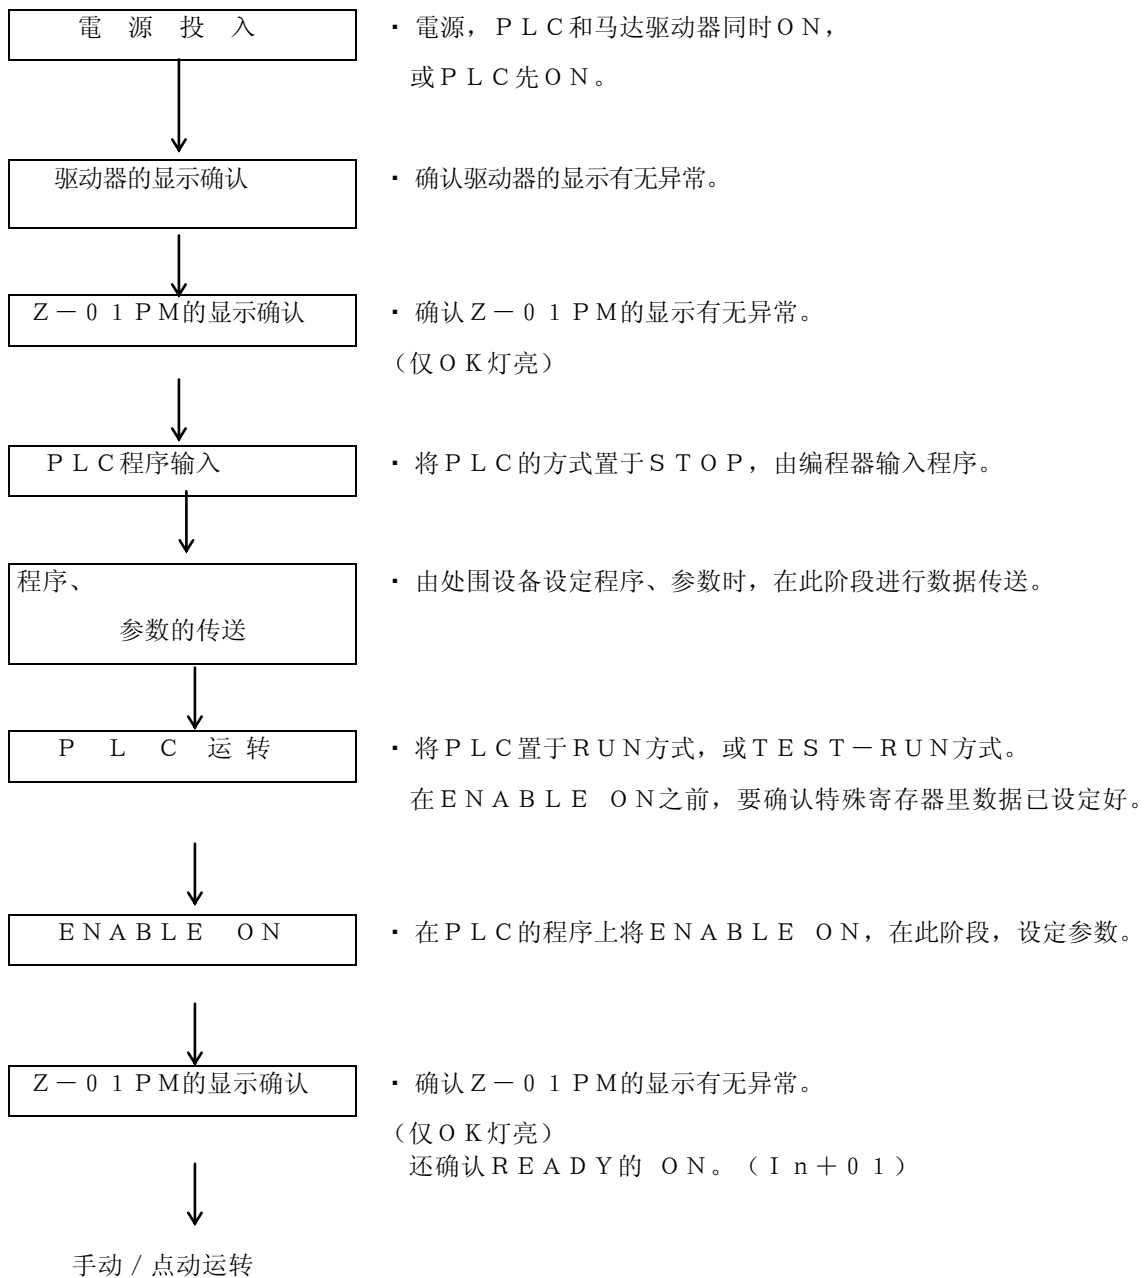 電　源　投　入
・電源，ＰＬＣ和马达驱动器同时ＯＮ，
或ＰＬＣ先ＯＮ。
驱动器的显示确认
・确认驱动器的显示有无异常。
Ｚ－０１ＰＭ的显示确认
・确认Ｚ－０１ＰＭ的显示有无异常。
（仅ＯＫ灯亮）
ＰＬＣ程序输入
・将ＰＬＣ的方式置于ＳＴＯＰ，由编程器输入程序。
程序、
・由处围设备设定程序、参数时，在此阶段进行数据传送。
参数的传送
Ｐ　Ｌ　Ｃ　运 转
・将ＰＬＣ置于ＲＵＮ方式，或ＴＥＳＴ－ＲＵＮ方式。
在ＥＮＡＢＬＥ　ＯＮ之前，要确认特殊寄存器里数据已设定好。
ＥＮＡＢＬＥ　ＯＮ
・在ＰＬＣ的程序上将ＥＮＡＢＬＥ　ＯＮ，在此阶段，设定参数。
Ｚ－０１ＰＭ的显示确认
・确认Ｚ－０１ＰＭ的显示有无异常。
（仅ＯＫ灯亮）
还确认ＲＥＡＤＹ的 ＯＮ。（Ｉｎ＋０１）
手动／点动运转